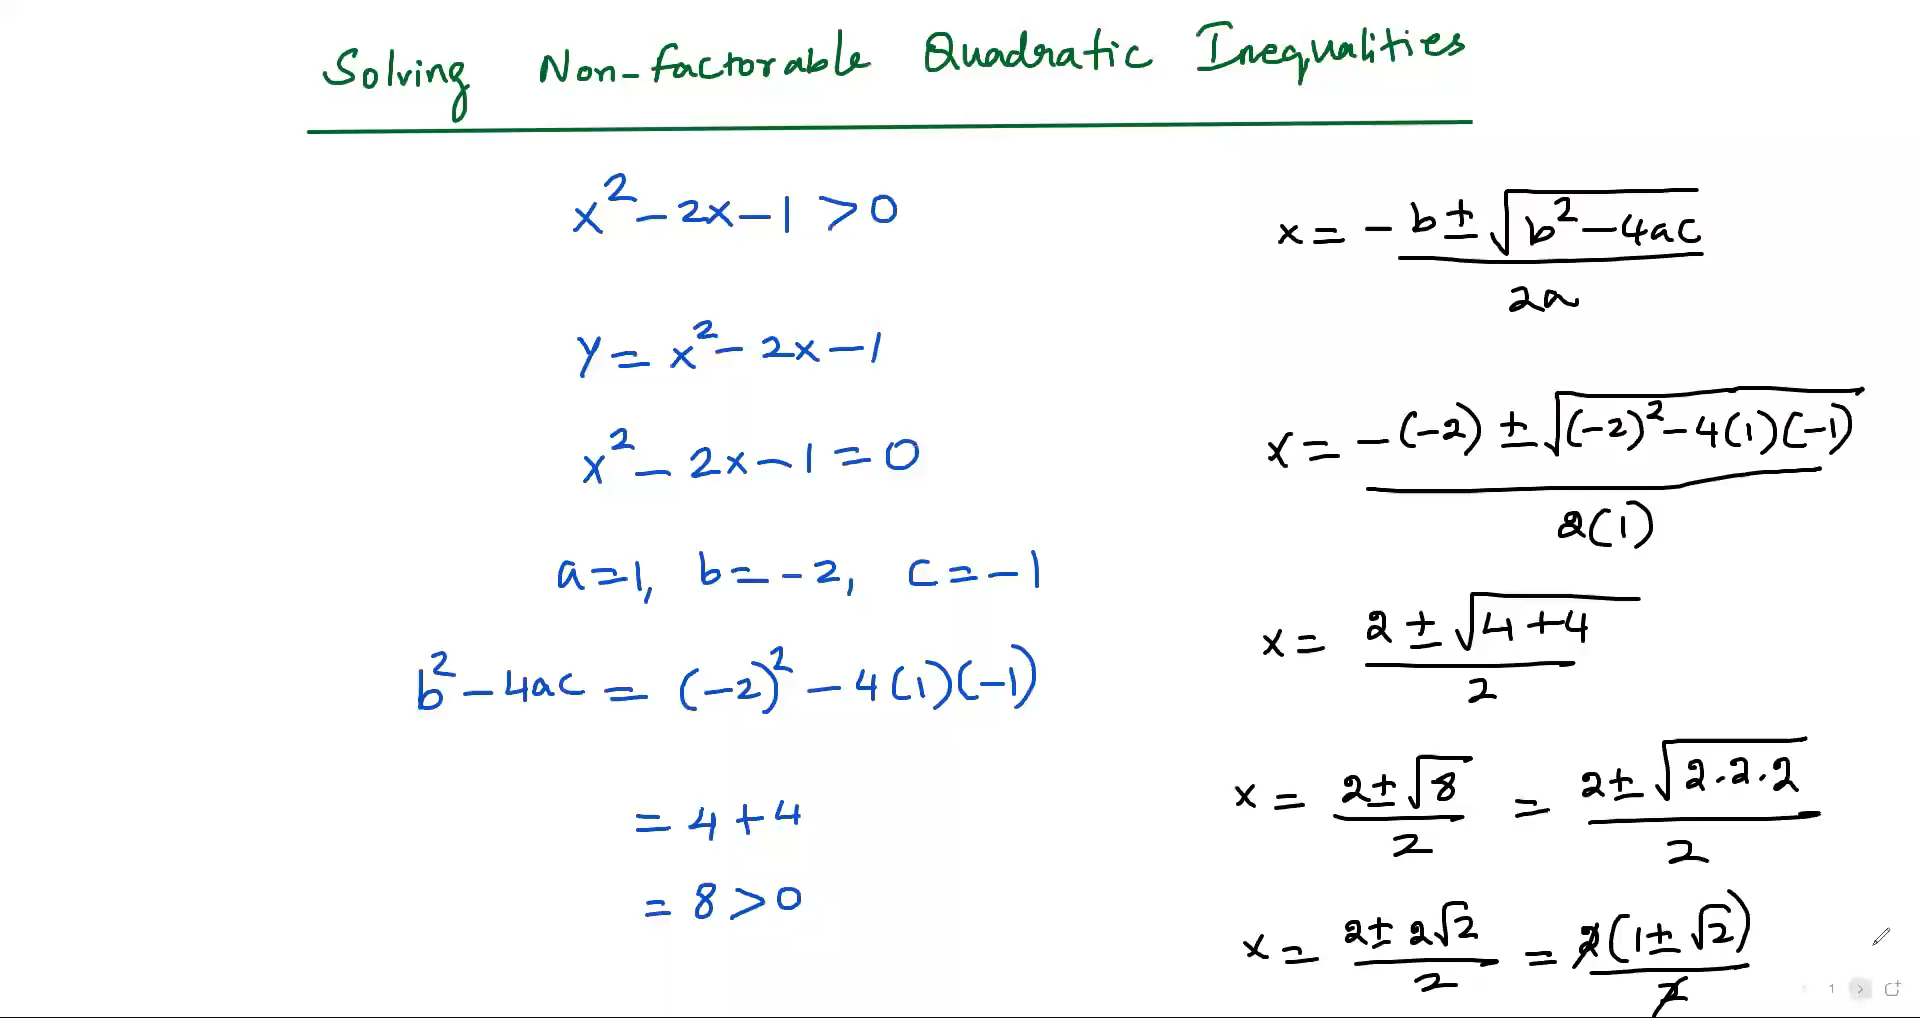 Solving Non-factorable Quadratic Inequalities
x² - 2x - 1 > 0
y = x² - 2x - 1
x² - 2x - 1 = 0
a = 1, b = -2, c = -1
b² - 4ac = (-2)² - 4(1)(-1)
= 4 + 4
= 8 > 0
x = -b ± √(b² - 4ac) / 2a
x = -(-2) ± √((-2)² - 4(1)(-1)) / 2(1)
x = 2 ± √(4 + 4) / 2
x = 2 ± √8 / 2 = 2 ± √(2·2·2) / 2
x = 2 ± 2√2 / 2 = 2(1 ± √2) / 2
1